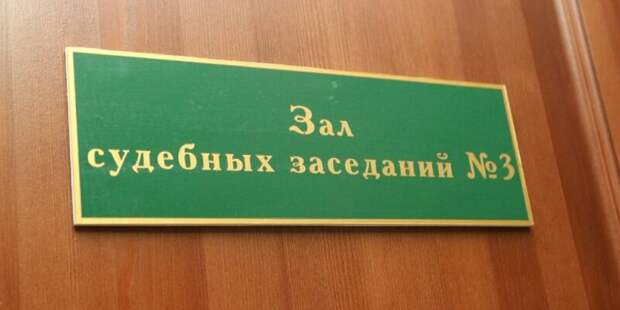 Зал
судебных заседаний №3